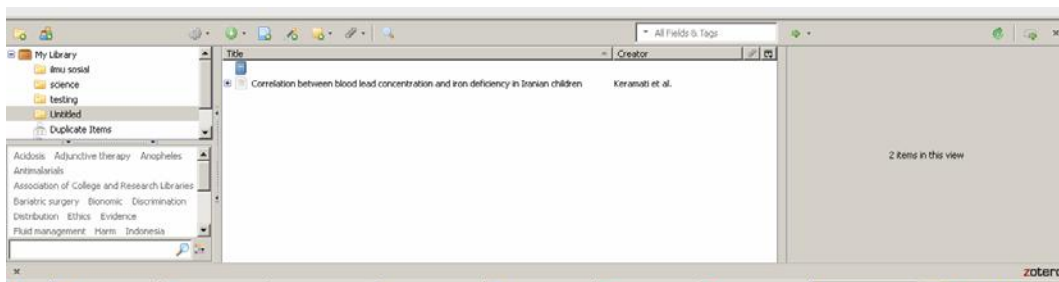 All Fields & Tags
My Library
ilmu sosial
science
testing
Untitled
Duplicate Items
Title
Creator
Correlation between blood lead concentration and iron deficiency in Iranian children
Keramati et al.
2 items in this view
Acidosis Adjunctive therapy Anopheles
Antimalarials
Association of College and Research Libraries
Bariatric surgery Bionomic Discrimination
Distribution Ethics Evidence
Fluid management Harm Indonesia
zotero